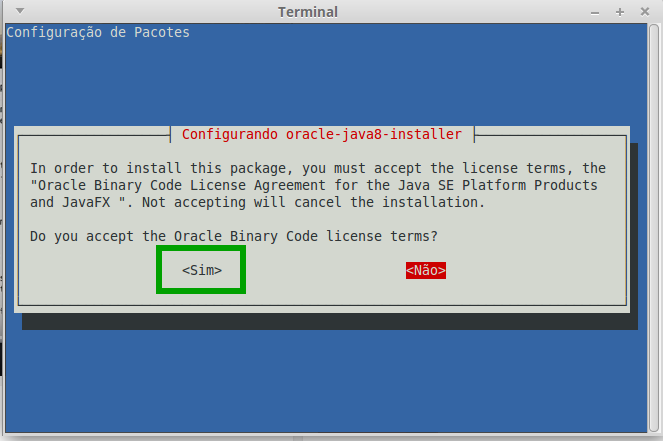 Terminal
Configuração de Pacotes
Configurando oracle-java8-installer
In order to install this package, you must accept the license terms, the
"Oracle Binary Code License Agreement for the Java SE Platform Products
and JavaFX ". Not accepting will cancel the installation.
Do you accept the Oracle Binary Code license terms?
<Sim> <Não>